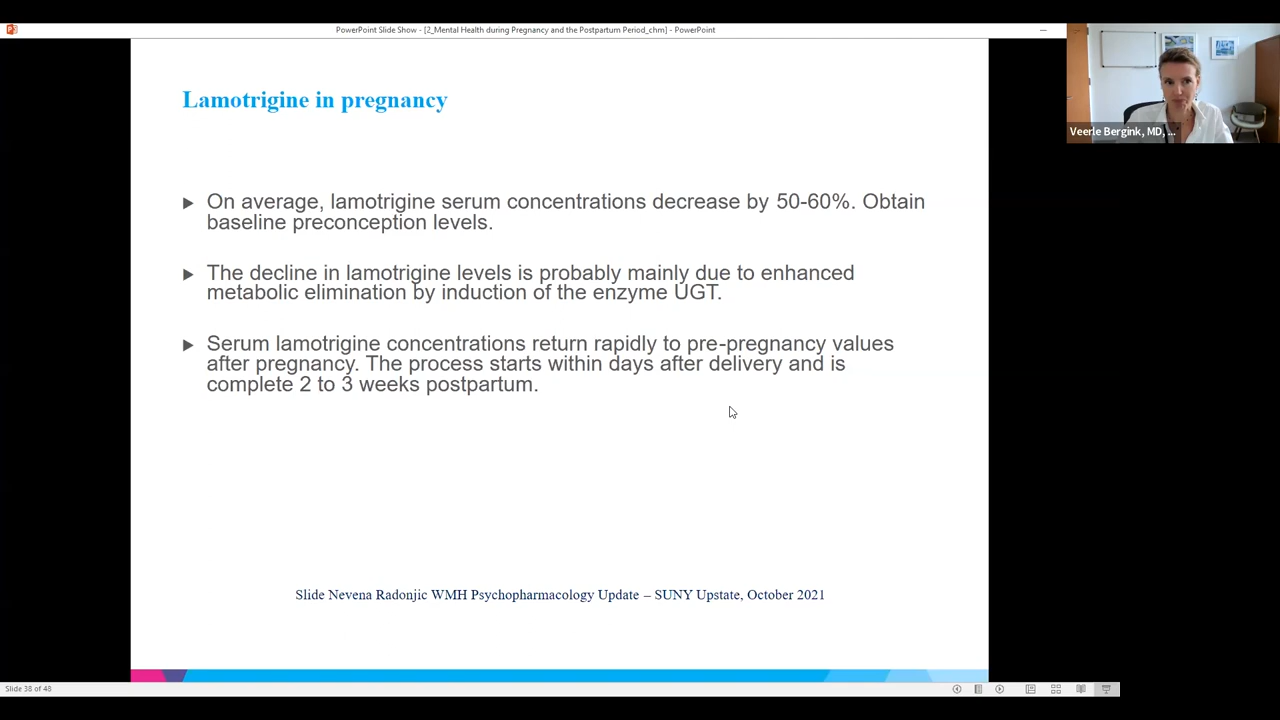 PowerPoint Slide Show - [2_Mental Health during Pregnancy and the Postpartum Period_chm] - PowerPoint
Veerle Bergink, MD, ...
Lamotrigine in pregnancy
► On average, lamotrigine serum concentrations decrease by 50-60%. Obtain
baseline preconception levels.
► The decline in lamotrigine levels is probably mainly due to enhanced
metabolic elimination by induction of the enzyme UGT.
► Serum lamotrigine concentrations return rapidly to pre-pregnancy values
after pregnancy. The process starts within days after delivery and is
complete 2 to 3 weeks postpartum.
Slide Nevena Radonjic WMH Psychopharmacology Update – SUNY Upstate, October 2021
Slide 38 of 48